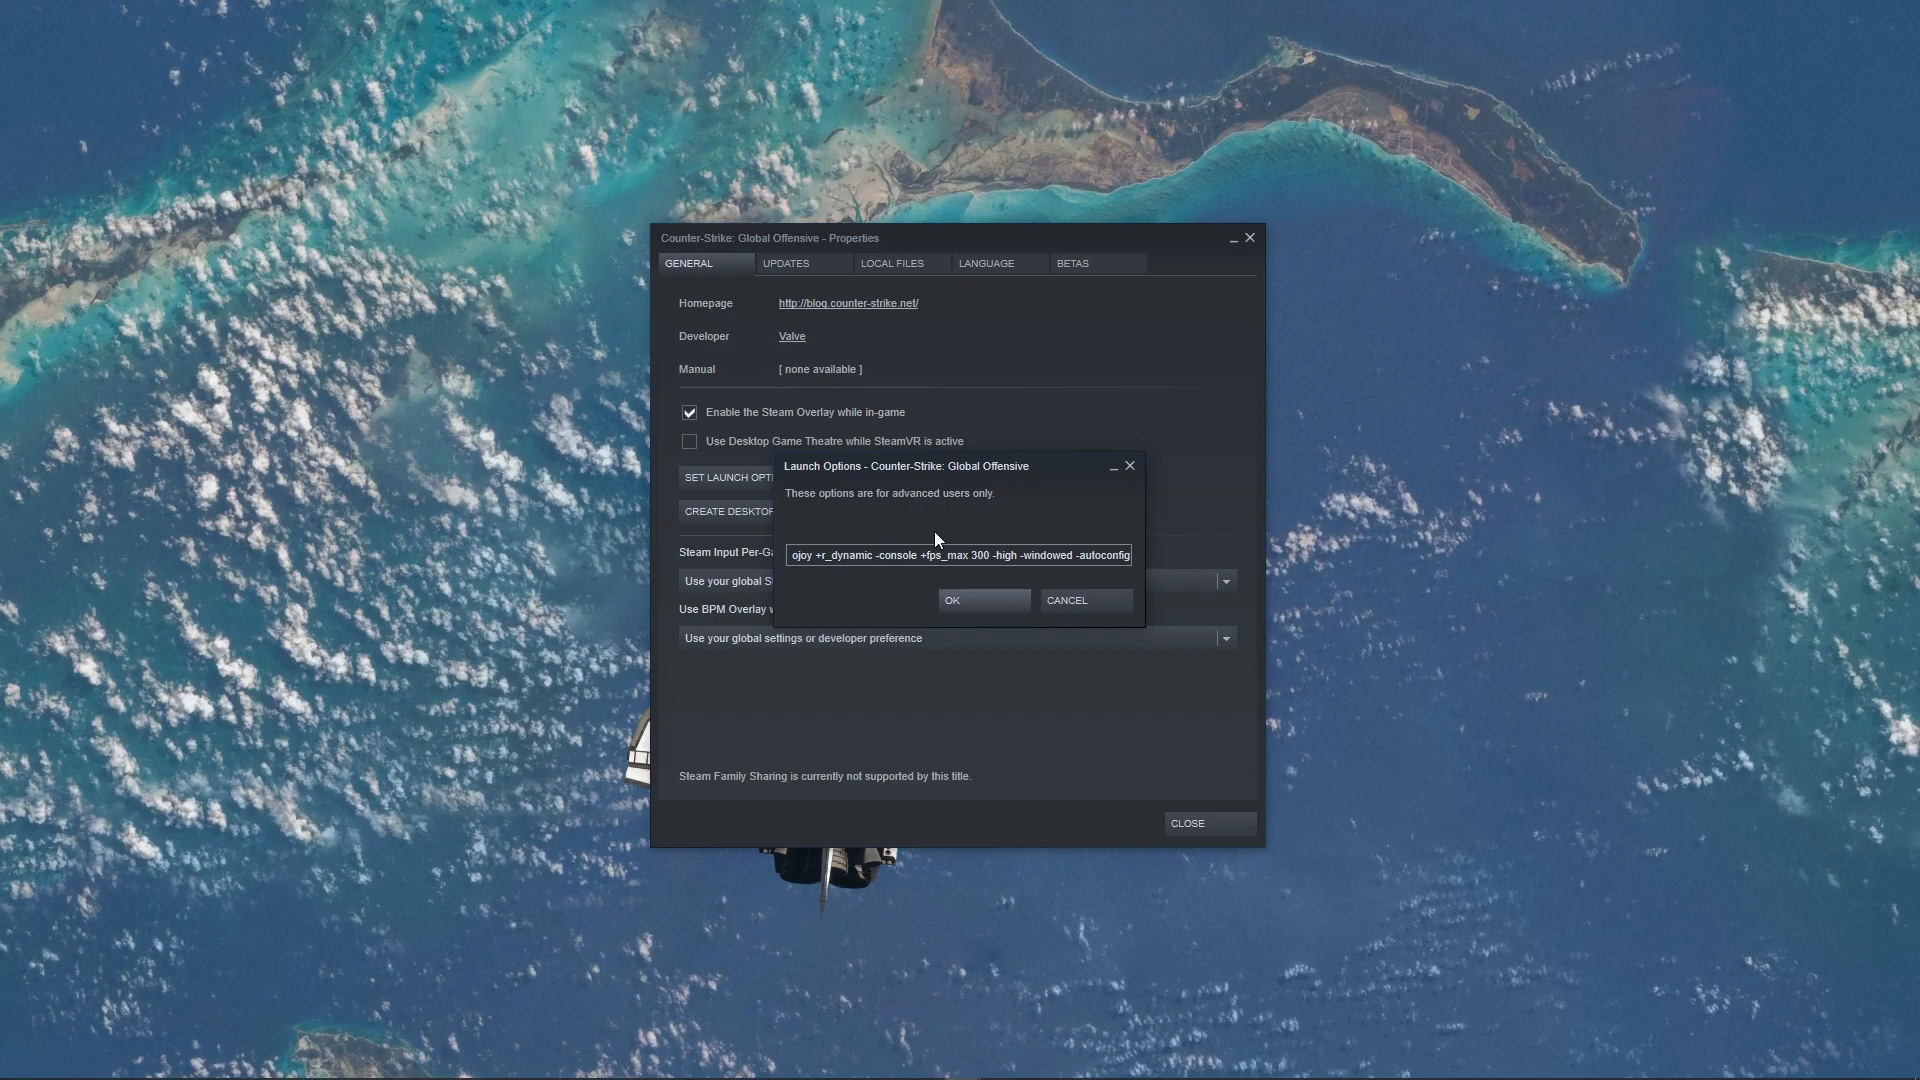 Counter-Strike: Global Offensive - Properties
GENERAL
UPDATES
LOCAL FILES
LANGUAGE
BETAS
Homepage http://blog.counter-strike.net/
Developer Valve
Manual [ none available ]
Enable the Steam Overlay while in-game
Use Desktop Game Theatre while SteamVR is active
SET LAUNCH OPTI
CREATE DESKTOP
Launch Options - Counter-Strike: Global Offensive
These options are for advanced users only.
ojoy +r_dynamic -console +fps_max 300 -high -windowed -autoconfig
OK
CANCEL
Steam Input Per-Ga
Use your global S
Use BPM Overlay w
Use your global settings or developer preference
Steam Family Sharing is currently not supported by this title.
CLOSE